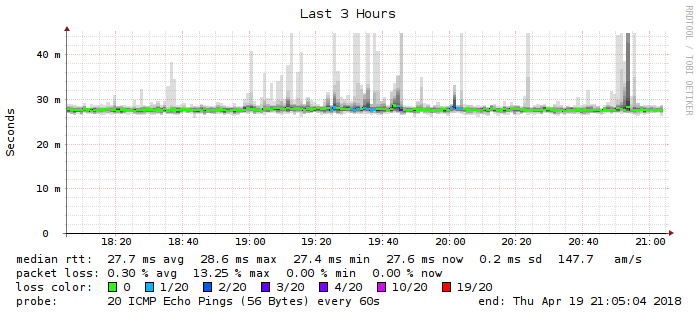 Last 3 Hours
RRDTOOL / TOBI OETIKER
Seconds
40 m
30 m
20 m
10 m
0
18:20 18:40 19:00 19:20 19:40 20:00 20:20 20:40 21:00
median rtt: 27.7 ms avg 28.6 ms max 27.4 ms min 27.6 ms now 0.2 ms sd 147.7 am/s
packet loss: 0.30 % avg 13.25 % max 0.00 % min 0.00 % now
loss color: 0 1/20 2/20 3/20 4/20 10/20 19/20
probe: 20 ICMP Echo Pings (56 Bytes) every 60s end: Thu Apr 19 21:05:04 2018